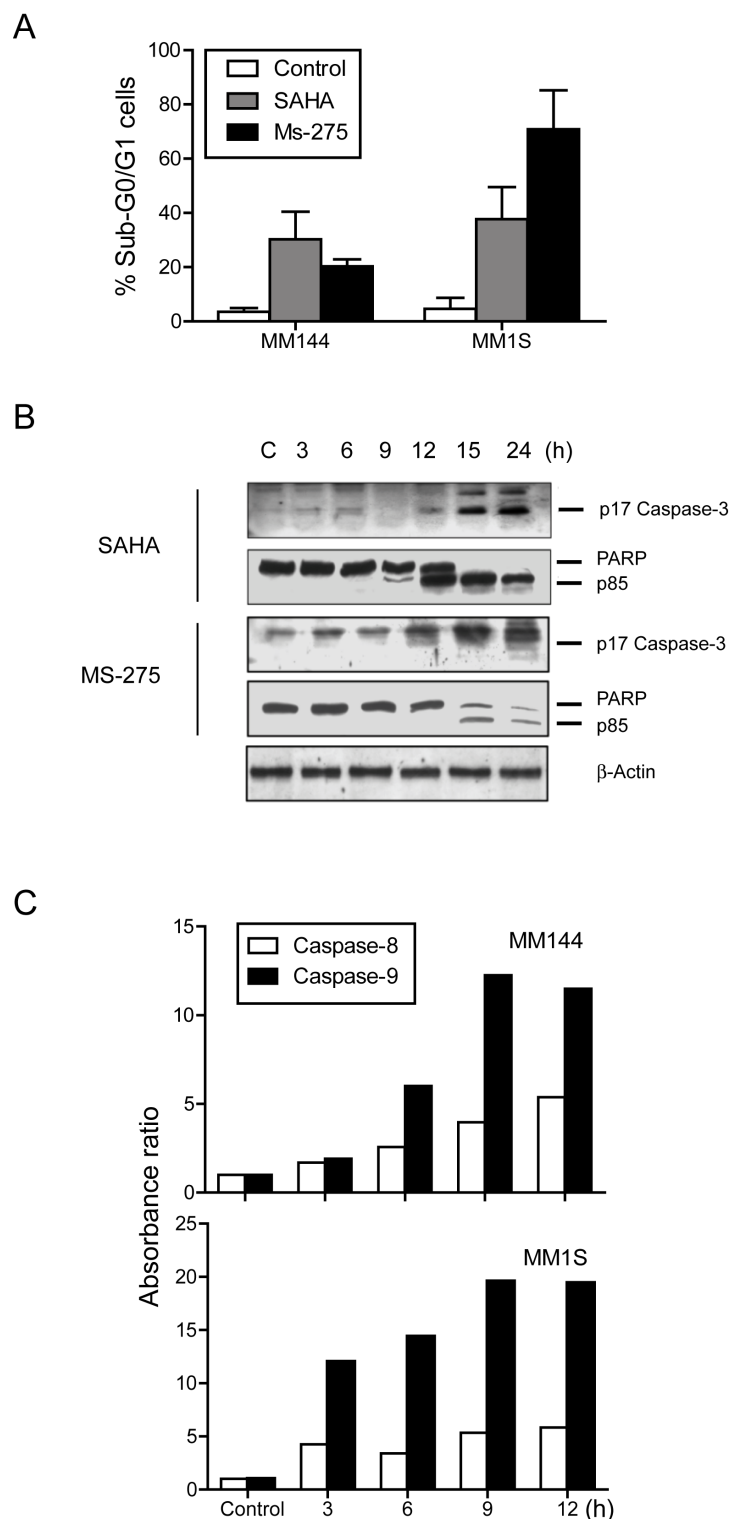 A
100
80
60
40
20
0
% Sub-G0/G1 cells
Control
SAHA
Ms-275
MM144 MM1S
B
C 3 6 9 12 15 24 (h)
SAHA
p17 Caspase-3
PARP
p85
MS-275
p17 Caspase-3
PARP
p85
β-Actin
C
Absorbance ratio
15
10
5
0
Caspase-8
Caspase-9
MM144
25
20
15
10
5
0
MM1S
Control 3 6 9 12 (h)